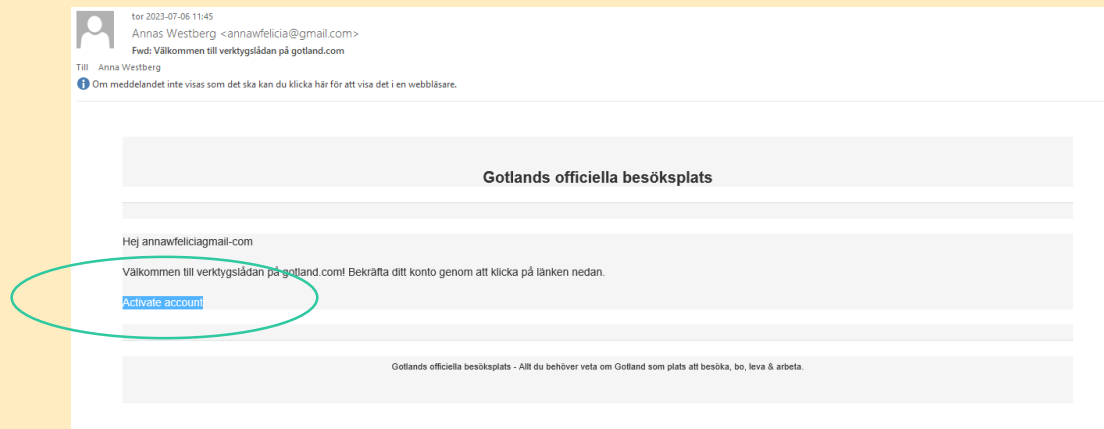 tor 2023-07-06 11:45
Annas Westberg <annawfelicia@gmail.com>
Fwd: Välkommen till verktygslådan på gotland.com
Till Anna Westberg
Om meddelandet inte visas som det ska kan du klicka här för att visa det i en webbläsare.
Gotlands officiella besöksplats
Hej annawfeliciagmail-com
Välkommen till verktygslådan på gotland.com! Bekräfta ditt konto genom att klicka på länken nedan.
Activate account
Gotlands officiella besöksplats - Allt du behöver veta om Gotland som plats att besöka, bo, leva & arbeta.